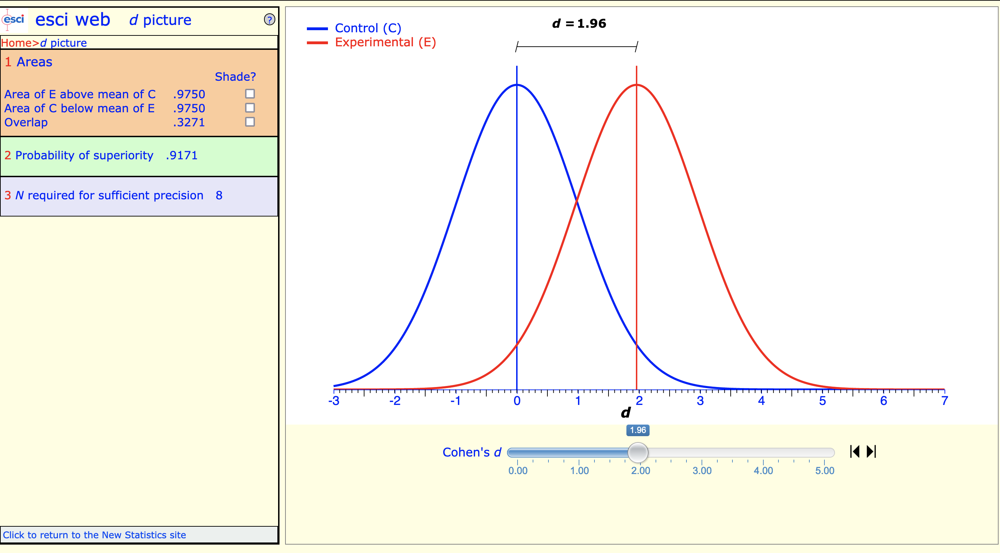 esci esci web d picture ?
Home>d picture
1 Areas
Shade?
Area of E above mean of C .9750
Area of C below mean of E .9750
Overlap .3271
2 Probability of superiority .9171
3 N required for sufficient precision 8
Click to return to the New Statistics site
d = 1.96
Control (C)
Experimental (E)
-3 -2 -1 0 1 2 3 4 5 6 7
d
1.96
Cohen's d
0.00 1.00 2.00 3.00 4.00 5.00